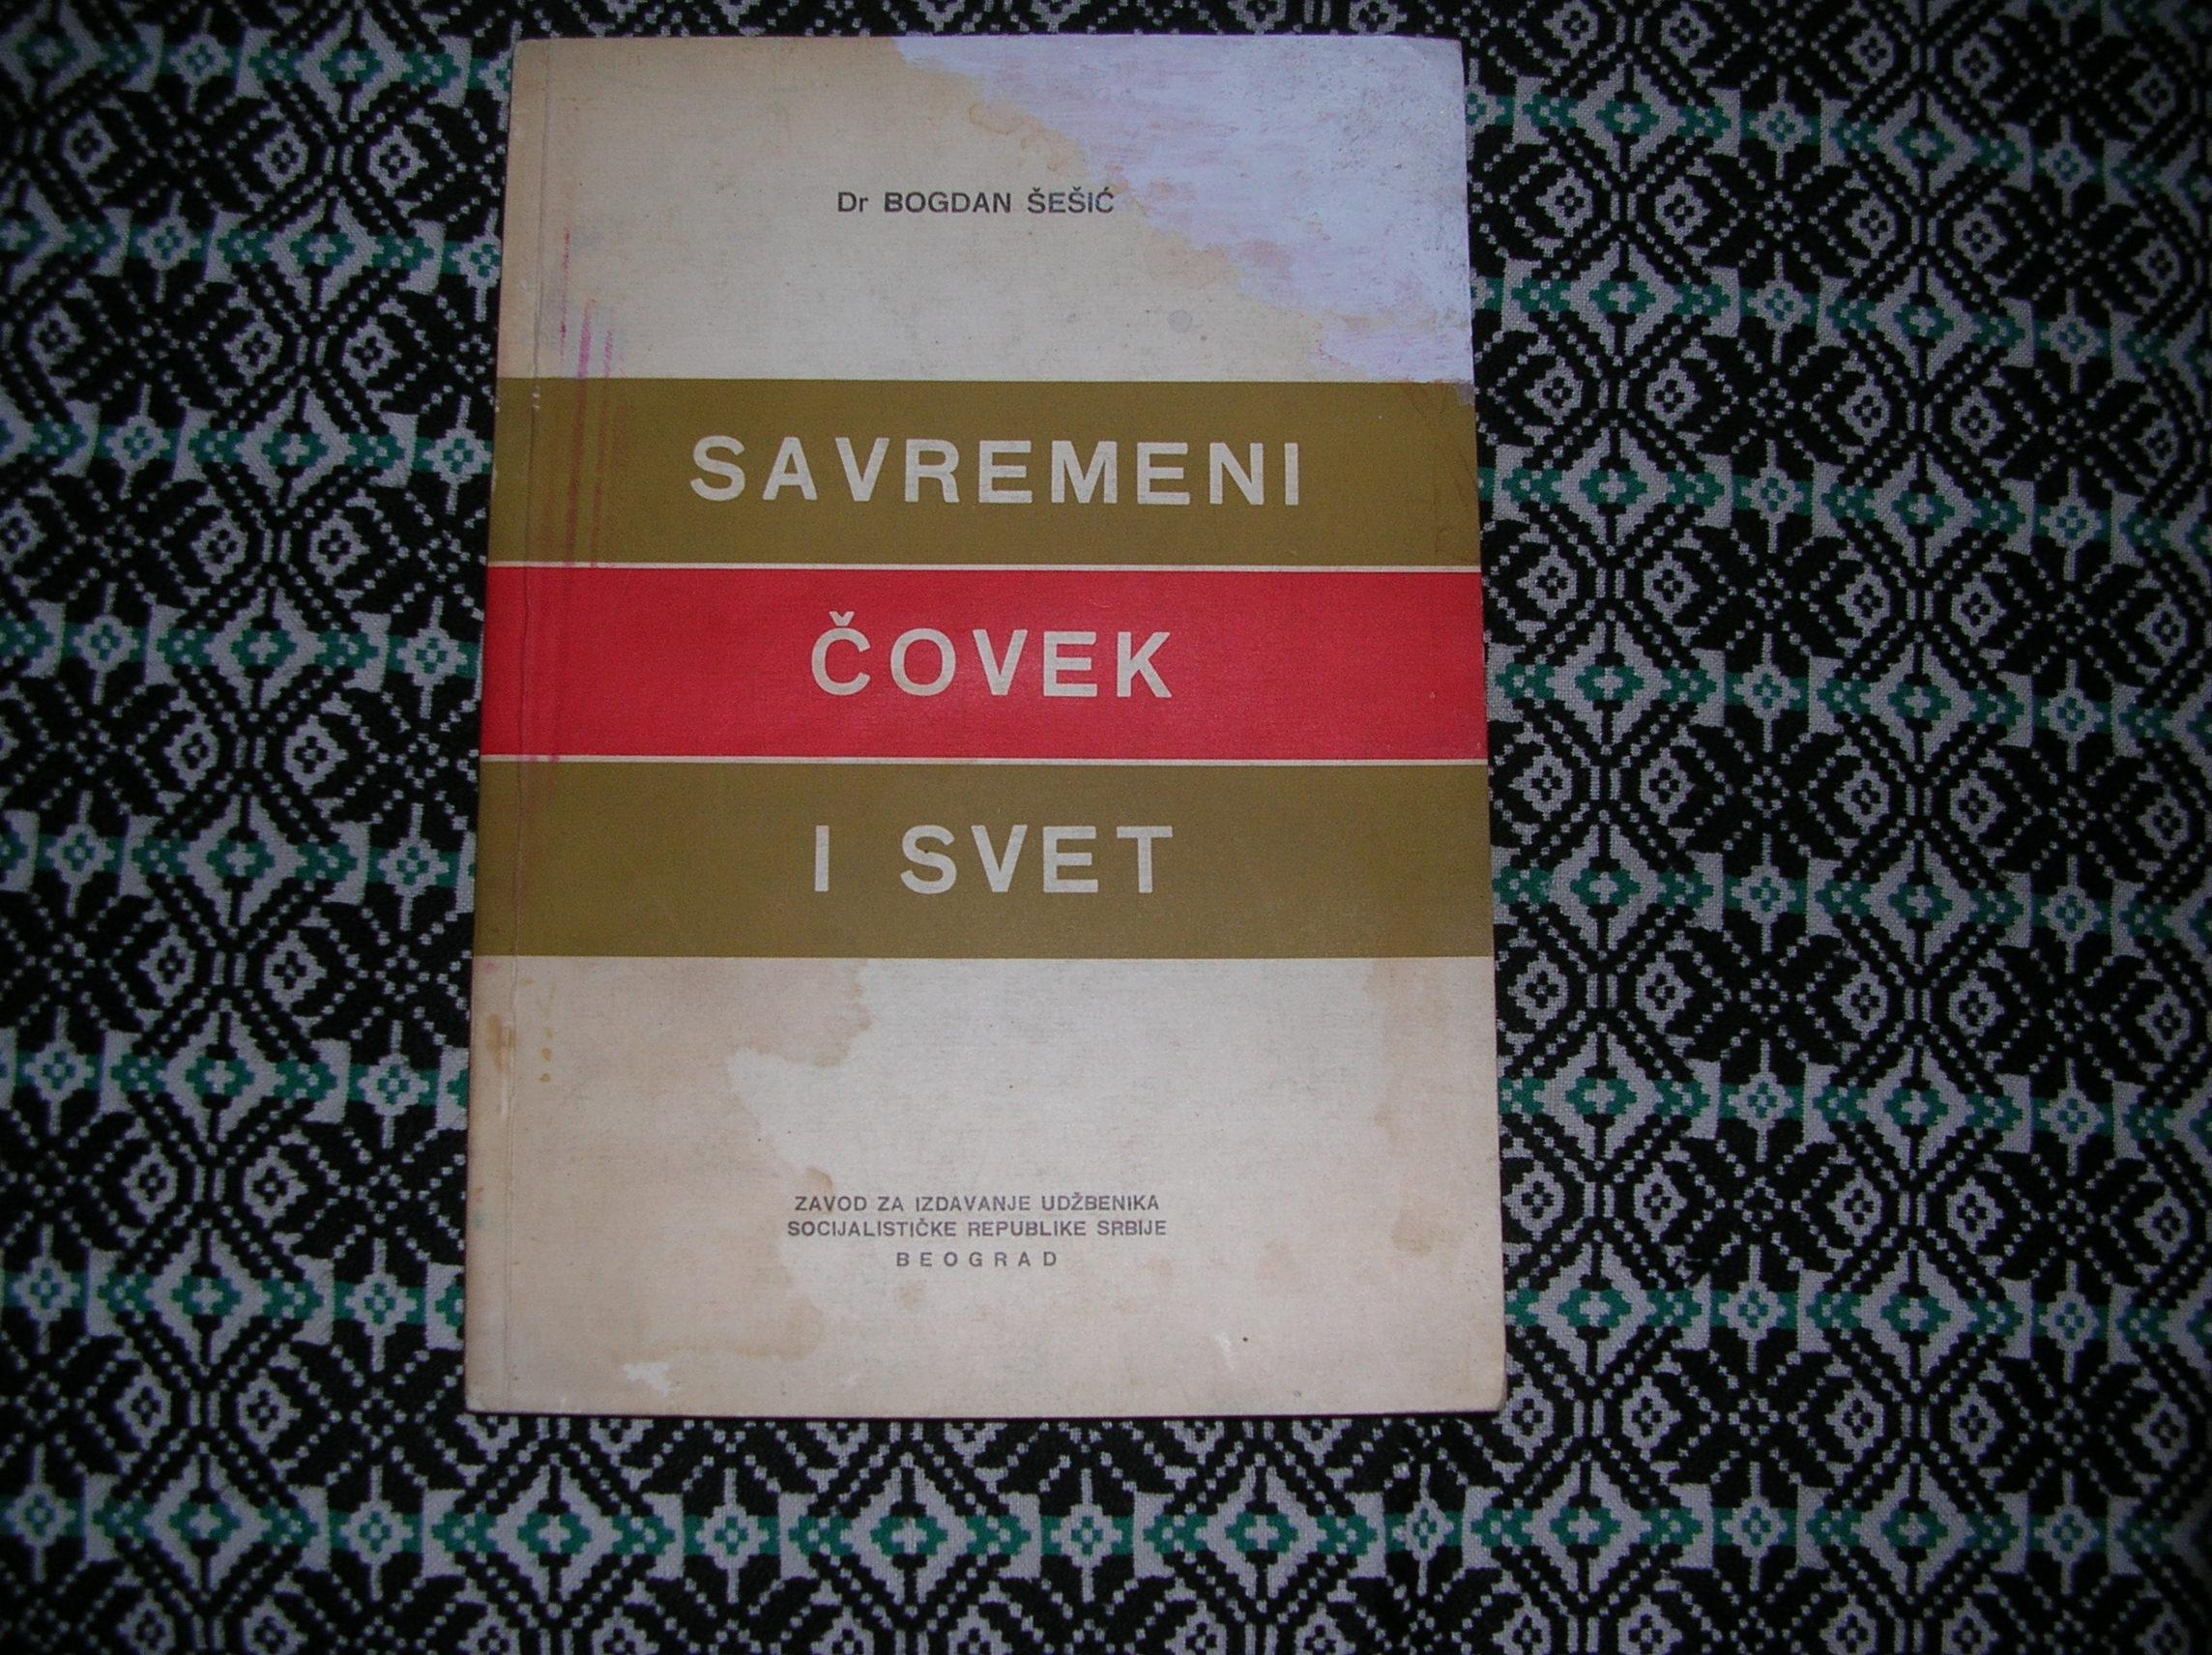 Dr BOGDAN ŠEŠIĆ
SAVREMENI
ČOVEK
I SVET
ZAVOD ZA IZDAVANJE UDŽBENIKA
SOCIJALISTIČKE REPUBLIKE SRBIJE
BEOGRAD